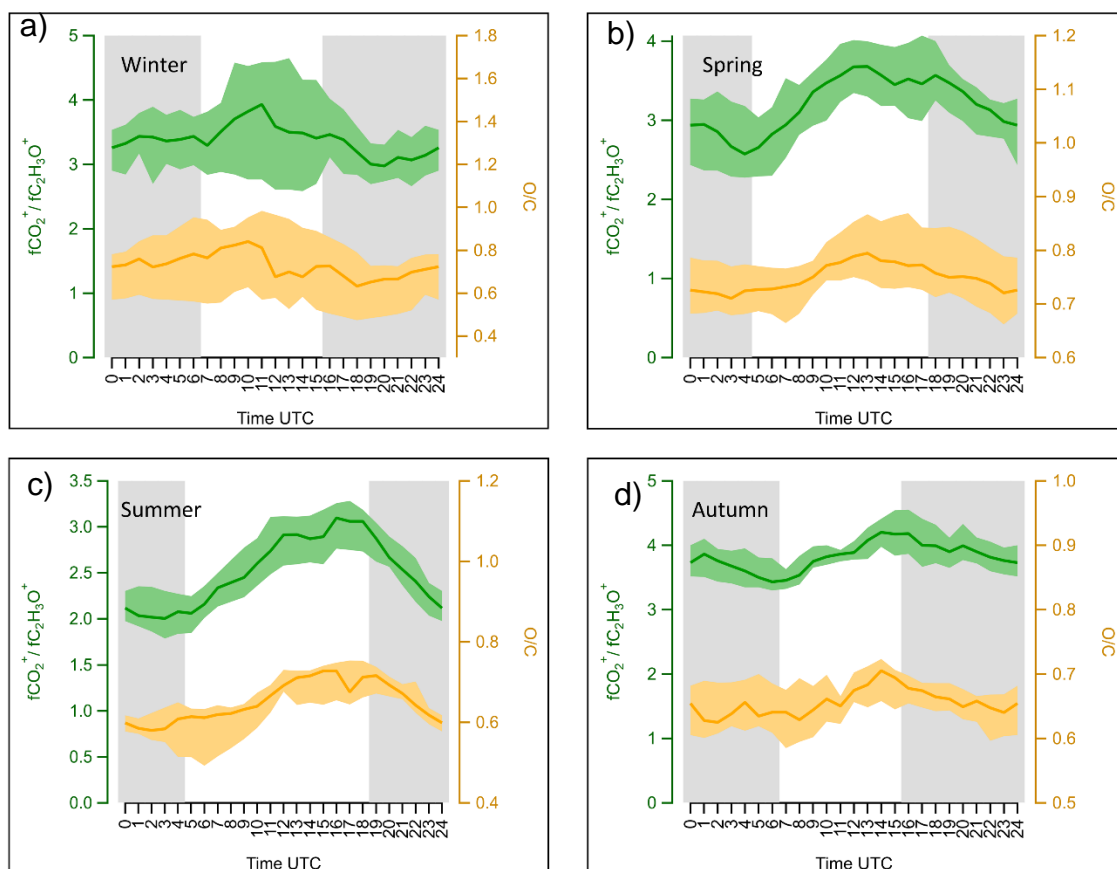 a)
Winter
fCO₂⁺ / fC₂H₃O⁺
5
4
3
2
1
0
1.8
1.6
1.4
1.2
1.0
0.8
0.6
0.4
O/C
0 1 2 3 4 5 6 7 8 9 10 11 12 13 14 15 16 17 18 19 20 21 22 23 24
Time UTC
b)
Spring
fCO₂⁺ / fC₂H₃O⁺
4
3
2
1
0
1.2
1.1
1.0
0.9
0.8
0.7
0.6
O/C
0 1 2 3 4 5 6 7 8 9 10 11 12 13 14 15 16 17 18 19 20 21 22 23 24
Time UTC
c)
Summer
fCO₂⁺ / fC₂H₃O⁺
3.5
3.0
2.5
2.0
1.5
1.0
0.5
0.0
1.2
1.0
0.8
0.6
0.4
O/C
0 1 2 3 4 5 6 7 8 9 10 11 12 13 14 15 16 17 18 19 20 21 22 23 24
Time UTC
d)
Autumn
fCO₂⁺ / fC₂H₃O⁺
5
4
3
2
1
0
1.0
0.9
0.8
0.7
0.6
0.5
O/C
0 1 2 3 4 5 6 7 8 9 10 11 12 13 14 15 16 17 18 19 20 21 22 23 24
Time UTC